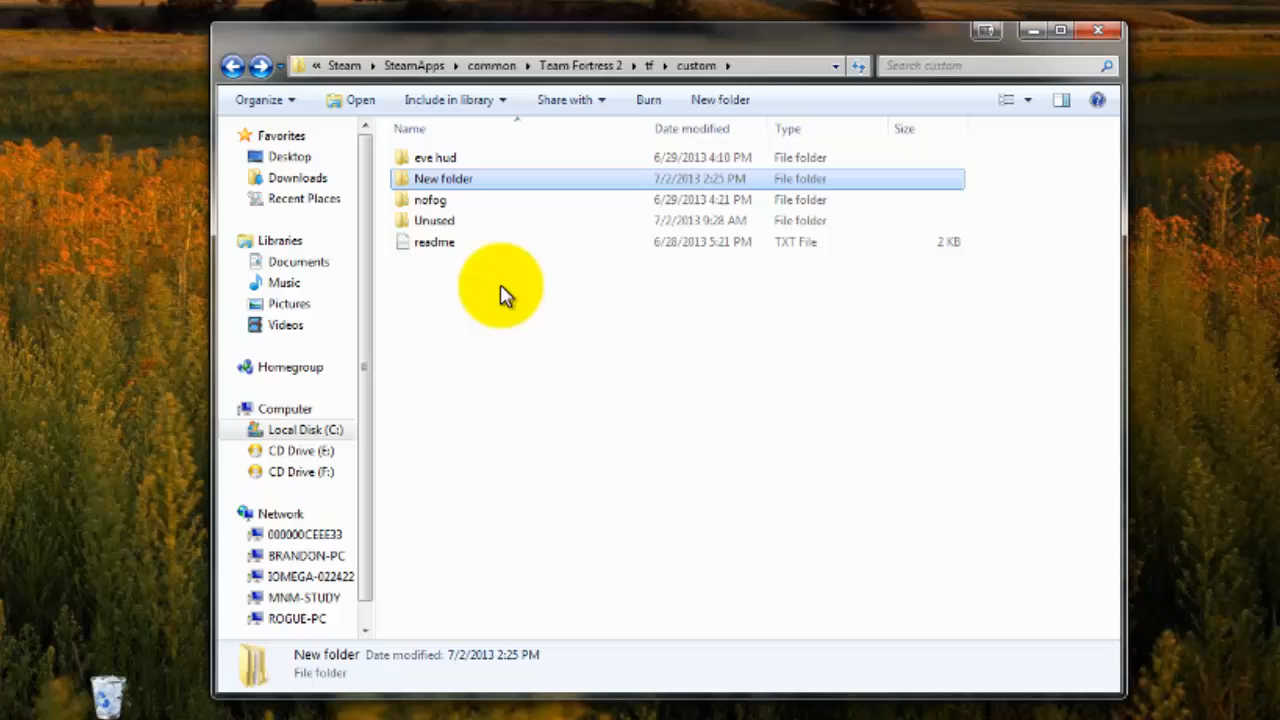 « Steam ▸ SteamApps ▸ common ▸ Team Fortress 2 ▸ tf ▸ custom ▸ Search custom
Organize Open Include in library Share with Burn New folder
Name Date modified Type Size
Favorites
Desktop
Downloads
Recent Places
Libraries
Documents
Music
Pictures
Videos
Homegroup
Computer
Local Disk (C:)
CD Drive (E:)
CD Drive (F:)
Network
000000CEEE33
BRANDON-PC
IOMEGA-022422
MNM-STUDY
ROGUE-PC
eve hud 6/29/2013 4:10 PM File folder
New folder 7/2/2013 2:25 PM File folder
nofog 6/29/2013 4:21 PM File folder
Unused 7/2/2013 9:28 AM File folder
readme 6/28/2013 5:21 PM TXT File 2 KB
New folder Date modified: 7/2/2013 2:25 PM
File folder